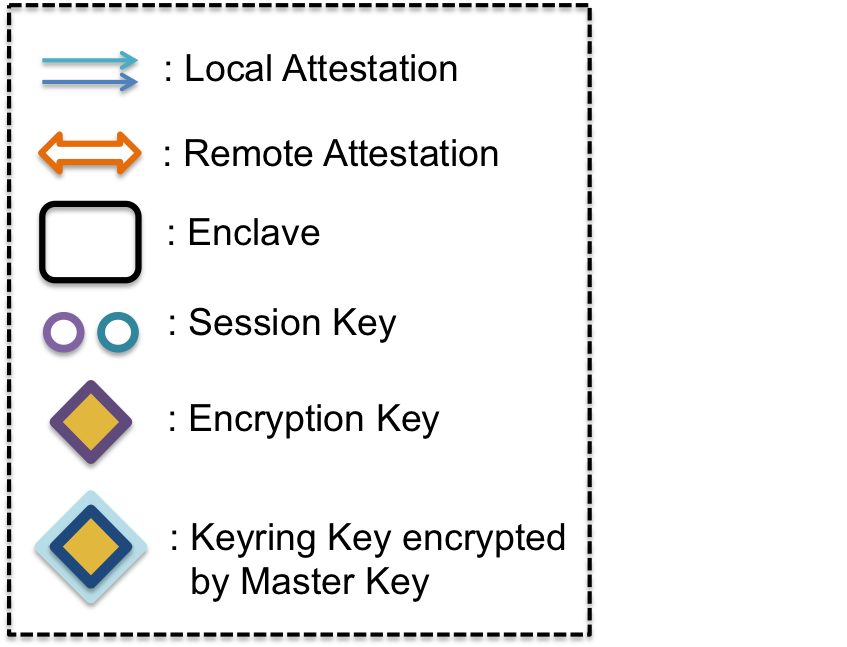 : Local Attestation
: Remote Attestation
: Enclave
: Session Key
: Encryption Key
: Keyring Key encrypted
by Master Key